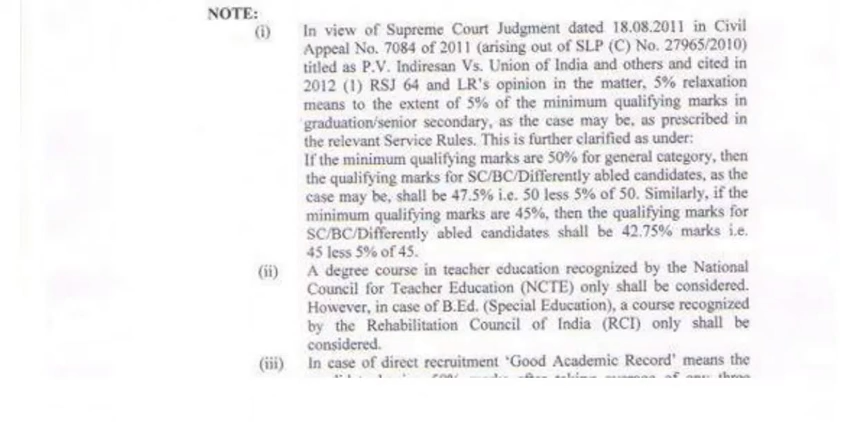 NOTE:
(i) In view of Supreme Court Judgment dated 18.08.2011 in Civil
Appeal No. 7084 of 2011 (arising out of SLP (C) No. 27965/2010)
titled as P.V. Indiresan Vs. Union of India and others and cited in
2012 (1) RSJ 64 and LR's opinion in the matter, 5% relaxation
means to the extent of 5% of the minimum qualifying marks in
graduation/senior secondary, as the case may be, as prescribed in
the relevant Service Rules. This is further clarified as under:
If the minimum qualifying marks are 50% for general category, then
the qualifying marks for SC/BC/Differently abled candidates, as the
case may be, shall be 47.5% i.e. 50 less 5% of 50. Similarly, if the
minimum qualifying marks are 45%, then the qualifying marks for
SC/BC/Differently abled candidates shall be 42.75% marks i.e.
45 less 5% of 45.
(ii) A degree course in teacher education recognized by the National
Council for Teacher Education (NCTE) only shall be considered.
However, in case of B.Ed. (Special Education), a course recognized
by the Rehabilitation Council of India (RCI) only shall be
considered.
(iii) In case of direct recruitment 'Good Academic Record' means the
marks after taking average of any three